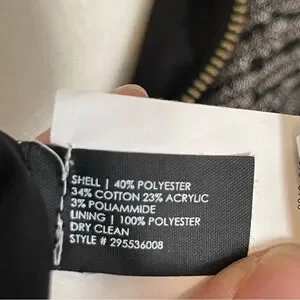 SHELL | 40% POLYESTER
34% COTTON 23% ACRYLIC
3% POLIAMMIDE
LINING | 100% POLYESTER
DRY CLEAN
STYLE # 295536008